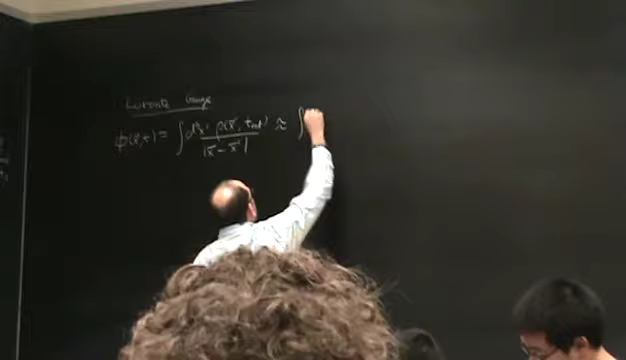 Lorentz Gauge
ϕ(x⃗,t) = ∫ d³x' ρ(x⃗', t_ret) / |x⃗ - x⃗'| ≈ ∫